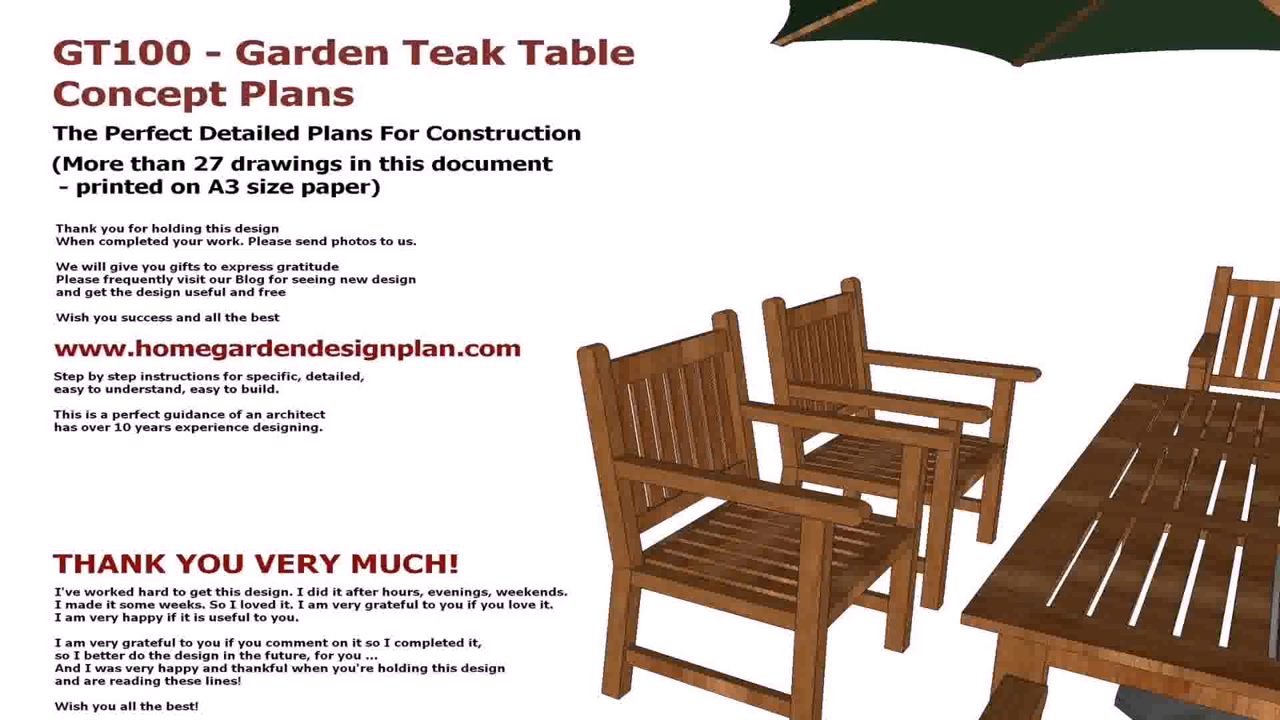 GT100 - Garden Teak Table
Concept Plans
The Perfect Detailed Plans For Construction
(More than 27 drawings in this document
- printed on A3 size paper)
Thank you for holding this design
When completed your work. Please send photos to us.
We will give you gifts to express gratitude
Please frequently visit our Blog for seeing new design
and get the design useful and free
Wish you success and all the best
www.homegardendesignplan.com
Step by step instructions for specific, detailed,
easy to understand, easy to build.
This is a perfect guidance of an architect
has over 10 years experience designing.
THANK YOU VERY MUCH!
I've worked hard to get this design. I did it after hours, evenings, weekends.
I made it some weeks. So I loved it. I am very grateful to you if you love it.
I am very happy if it is useful to you.
I am very grateful to you if you comment on it so I completed it,
so I better do the design in the future, for you ...
And I was very happy and thankful when you're holding this design
and are reading these lines!
Wish you all the best!